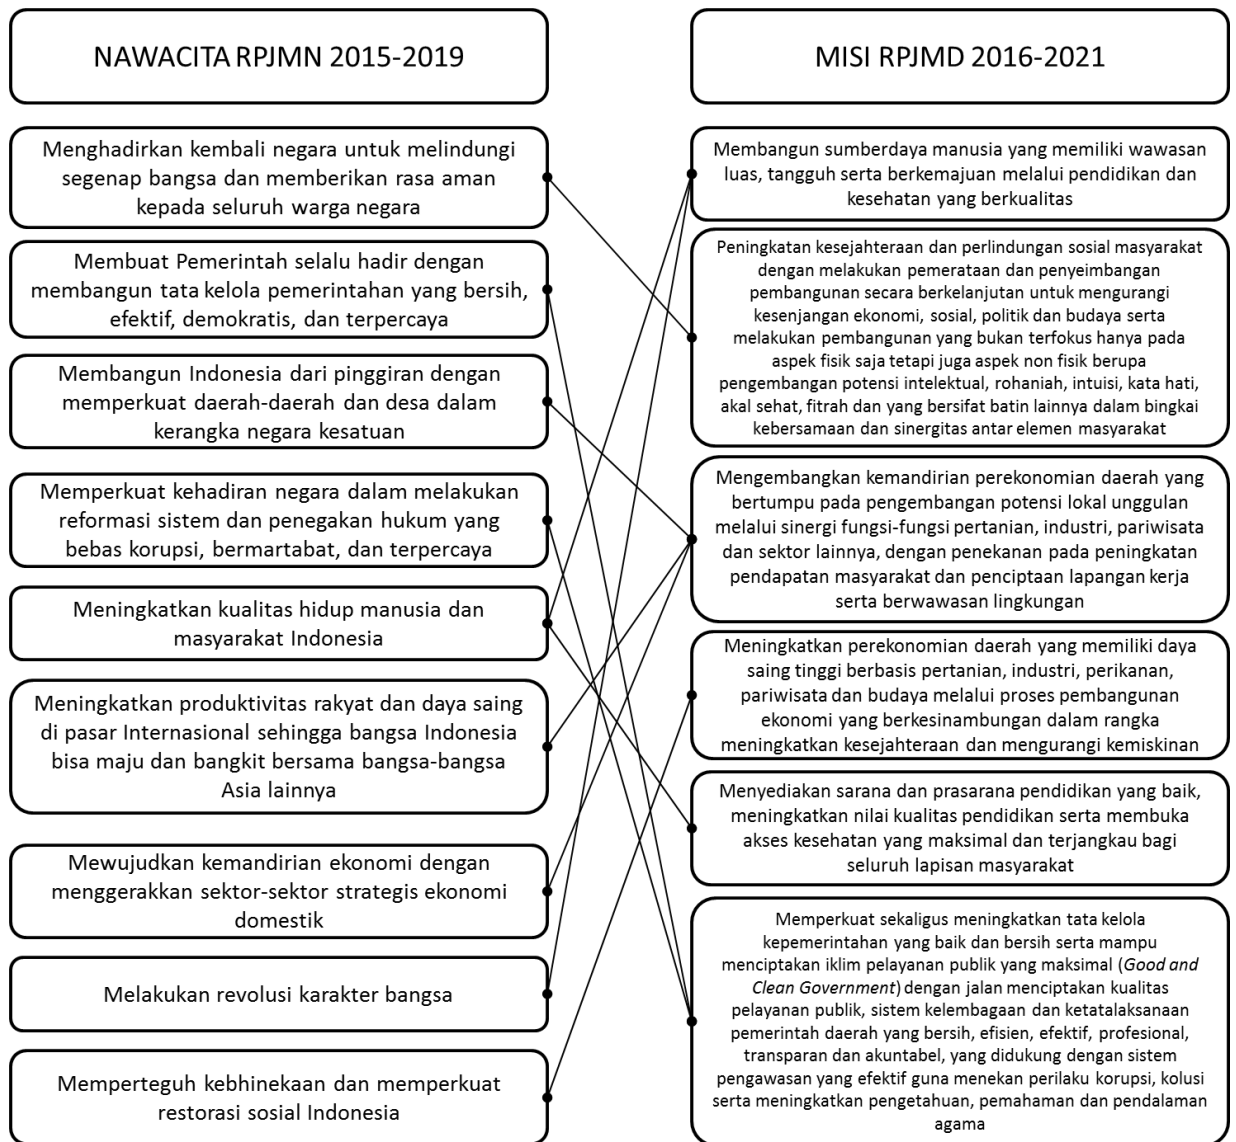 NAWACITA RPJMN 2015-2019
Menghadirkan kembali negara untuk melindungi
segenap bangsa dan memberikan rasa aman
kepada seluruh warga negara
Membuat Pemerintah selalu hadir dengan
membangun tata kelola pemerintahan yang bersih,
efektif, demokratis, dan terpercaya
Membangun Indonesia dari pinggiran dengan
memperkuat daerah-daerah dan desa dalam
kerangka negara kesatuan
Memperkuat kehadiran negara dalam melakukan
reformasi sistem dan penegakan hukum yang
bebas korupsi, bermartabat, dan terpercaya
Meningkatkan kualitas hidup manusia dan
masyarakat Indonesia
Meningkatkan produktivitas rakyat dan daya saing
di pasar Internasional sehingga bangsa Indonesia
bisa maju dan bangkit bersama bangsa-bangsa
Asia lainnya
Mewujudkan kemandirian ekonomi dengan
menggerakkan sektor-sektor strategis ekonomi
domestik
Melakukan revolusi karakter bangsa
Memperteguh kebhinekaan dan memperkuat
restorasi sosial Indonesia
MISI RPJMD 2016-2021
Membangun sumberdaya manusia yang memiliki wawasan
luas, tangguh serta berkemajuan melalui pendidikan dan
kesehatan yang berkualitas
Peningkatan kesejahteraan dan perlindungan sosial masyarakat
dengan melakukan pemerataan dan penyeimbangan
pembangunan secara berkelanjutan untuk mengurangi
kesenjangan ekonomi, sosial, politik dan budaya serta
melakukan pembangunan yang bukan terfokus hanya pada
aspek fisik saja tetapi juga aspek non fisik berupa
pengembangan potensi intelektual, rohaniah, intuisi, kata hati,
akal sehat, fitrah dan yang bersifat batin lainnya dalam bingkai
kebersamaan dan sinergitas antar elemen masyarakat
Mengembangkan kemandirian perekonomian daerah yang
bertumpu pada pengembangan potensi lokal unggulan
melalui sinergi fungsi-fungsi pertanian, industri, pariwisata
dan sektor lainnya, dengan penekanan pada peningkatan
pendapatan masyarakat dan penciptaan lapangan kerja
serta berwawasan lingkungan
Meningkatkan perekonomian daerah yang memiliki daya
saing tinggi berbasis pertanian, industri, perikanan,
pariwisata dan budaya melalui proses pembangunan
ekonomi yang berkesinambungan dalam rangka
meningkatkan kesejahteraan dan mengurangi kemiskinan
Menyediakan sarana dan prasarana pendidikan yang baik,
meningkatkan nilai kualitas pendidikan serta membuka
akses kesehatan yang maksimal dan terjangkau bagi
seluruh lapisan masyarakat
Memperkuat sekaligus meningkatkan tata kelola
kepemerintahan yang baik dan bersih serta mampu
menciptakan iklim pelayanan publik yang maksimal (Good and
Clean Government) dengan jalan menciptakan kualitas
pelayanan publik, sistem kelembagaan dan ketatalaksanaan
pemerintah daerah yang bersih, efisien, efektif, profesional,
transparan dan akuntabel, yang didukung dengan sistem
pengawasan yang efektif guna menekan perilaku korupsi, kolusi
serta meningkatkan pengetahuan, pemahaman dan pendalaman
agama